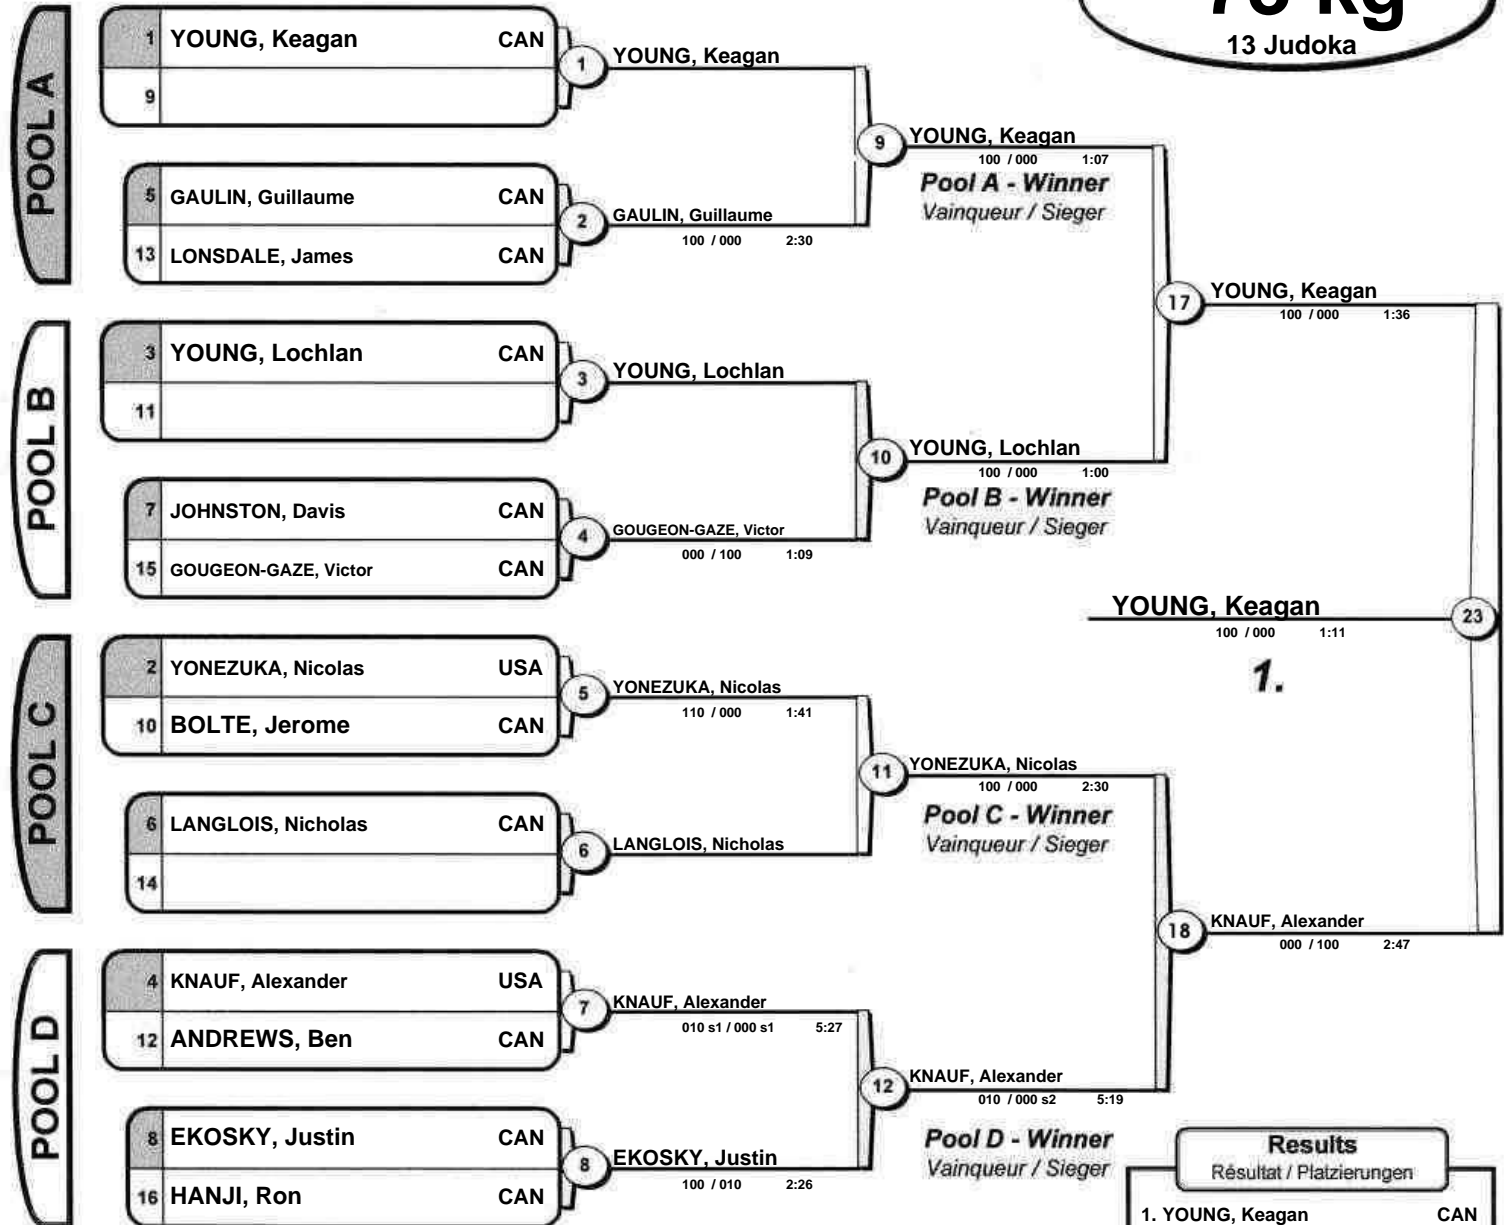 kg
13 Judoka
POOL A
1 YOUNG, Keagan CAN
9
5 GAULIN, Guillaume CAN
13 LONSDALE, James CAN
1 YOUNG, Keagan
2 GAULIN, Guillaume
100 / 000 2:30
9 YOUNG, Keagan
100 / 000 1:07
Pool A - Winner
Vainqueur / Sieger
POOL B
3 YOUNG, Lochlan CAN
11
7 JOHNSTON, Davis CAN
15 GOUGEON-GAZE, Victor CAN
3 YOUNG, Lochlan
4 GOUGEON-GAZE, Victor
000 / 100 1:09
10 YOUNG, Lochlan
100 / 000 1:00
Pool B - Winner
Vainqueur / Sieger
17 YOUNG, Keagan
100 / 000 1:36
YOUNG, Keagan 23
100 / 000 1:11
1.
POOL C
2 YONEZUKA, Nicolas USA
10 BOLTE, Jerome CAN
6 LANGLOIS, Nicholas CAN
14
5 YONEZUKA, Nicolas
110 / 000 1:41
6 LANGLOIS, Nicholas
11 YONEZUKA, Nicolas
100 / 000 2:30
Pool C - Winner
Vainqueur / Sieger
POOL D
4 KNAUF, Alexander USA
12 ANDREWS, Ben CAN
8 EKOSKY, Justin CAN
16 HANJI, Ron CAN
7 KNAUF, Alexander
010 s1 / 000 s1 5:27
8 EKOSKY, Justin
100 / 010 2:26
12 KNAUF, Alexander
010 / 000 s2 5:19
Pool D - Winner
Vainqueur / Sieger
18 KNAUF, Alexander
000 / 100 2:47
Results
Résultat / Platzierungen
1. YOUNG, Keagan CAN